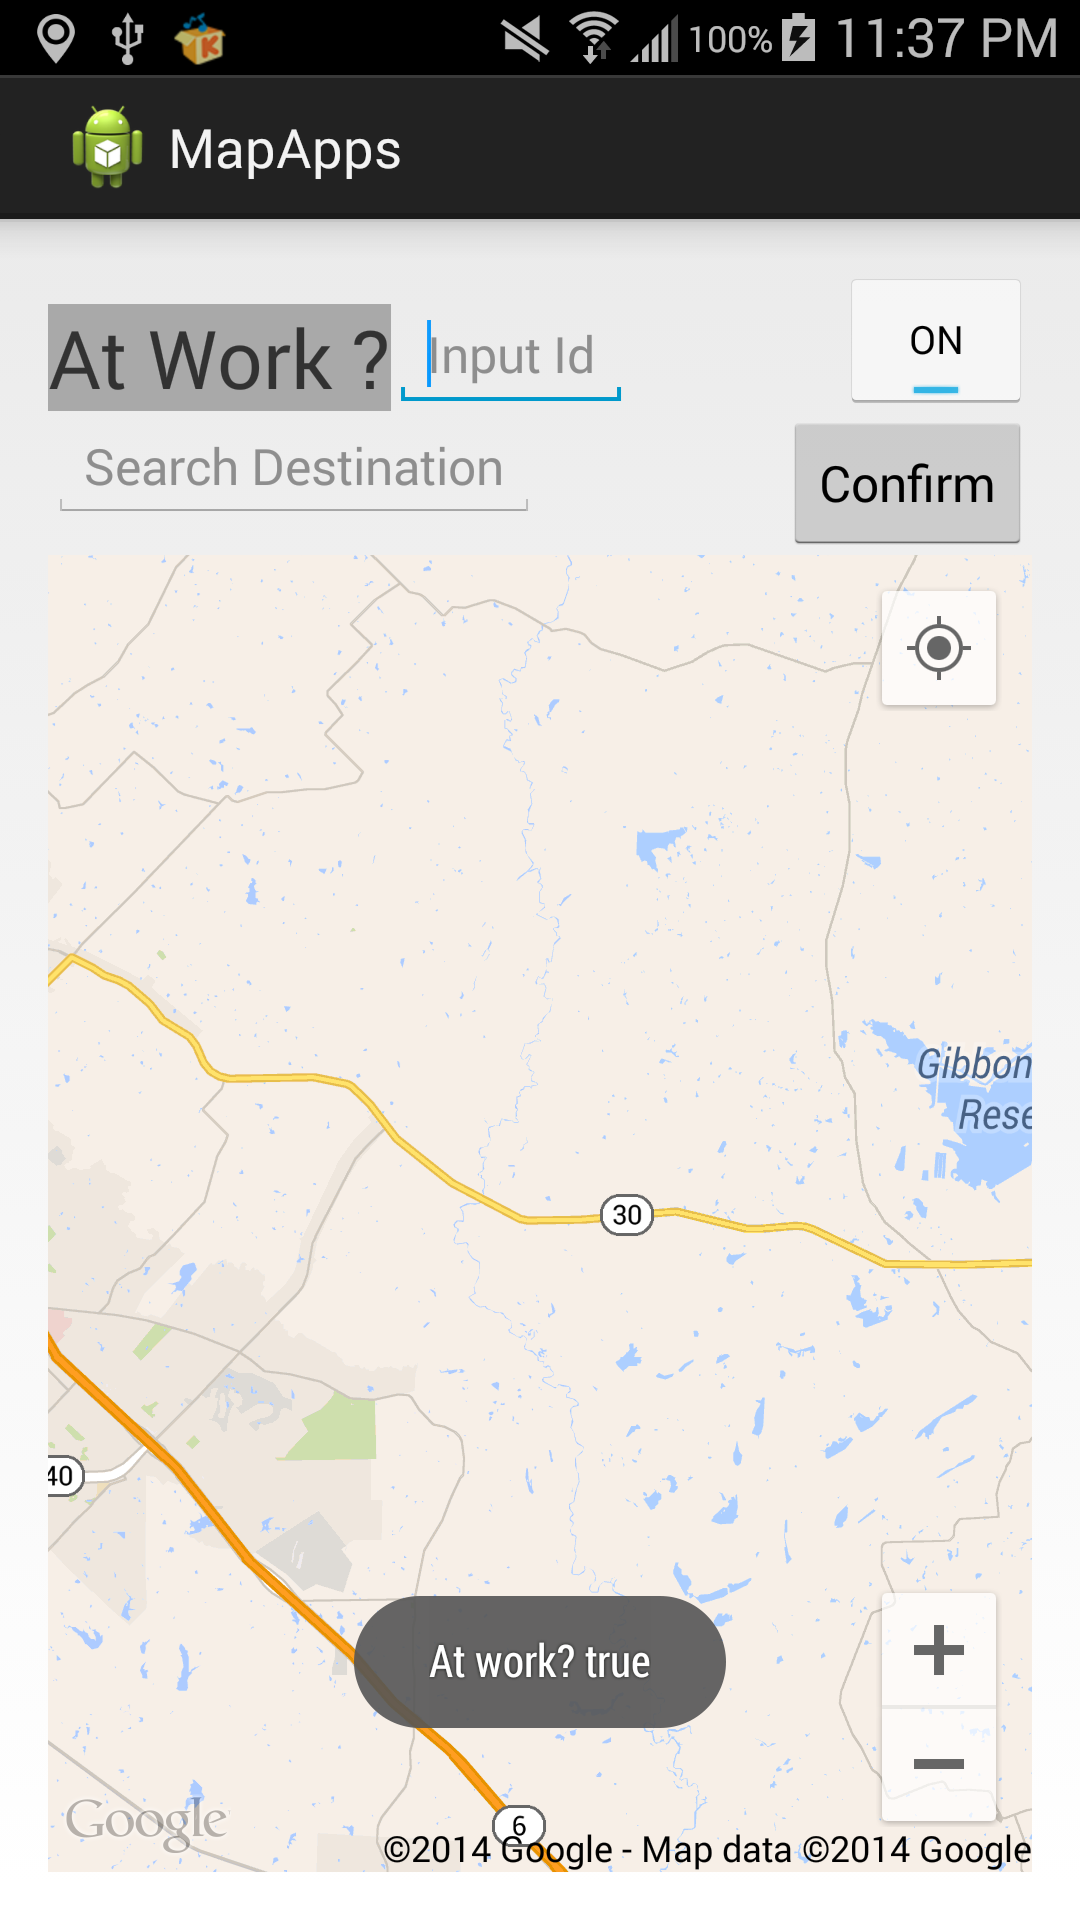 100% 11:37 PM
MapApps
At Work ? Input Id ON
Search Destination Confirm
Gibbon
Rese
30
40
At work? true
Google
6
©2014 Google - Map data ©2014 Google